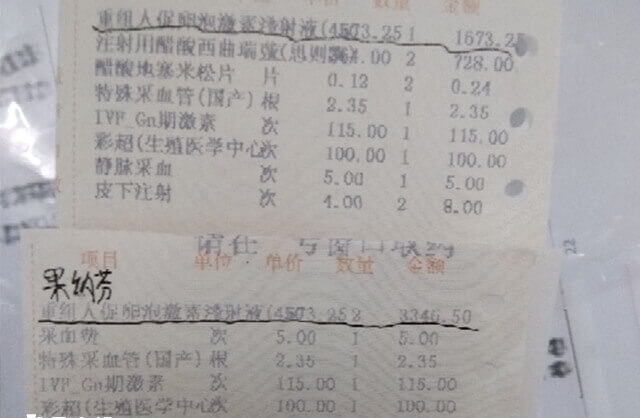 重组人促卵泡激素注射液(4573.25 1 1673.25
注射用醋酸西曲瑞克(思则凯364.00 2 728.00
醋酸地塞米松片 片 0.12 2 0.24
特殊采血管(国产)根 2.35 1 2.35
IVF_Gn期激素 次 115.00 1 115.00
彩超(生殖医学中心次 100.00 1 100.00
静脉采血 次 5.00 1 5.00
皮下注射 次 4.00 2 8.00
项目 单位 单价 数量 金额
果纳芬
重组人促卵泡激素注射液(4573.25 2 3346.50
采血费 次 5.00 1 5.00
特殊采血管(国产)根 2.35 1 2.35
IVF_Gn期激素 次 115.00 1 115.00
彩超(生殖医学中心次 100.00 1 100.00